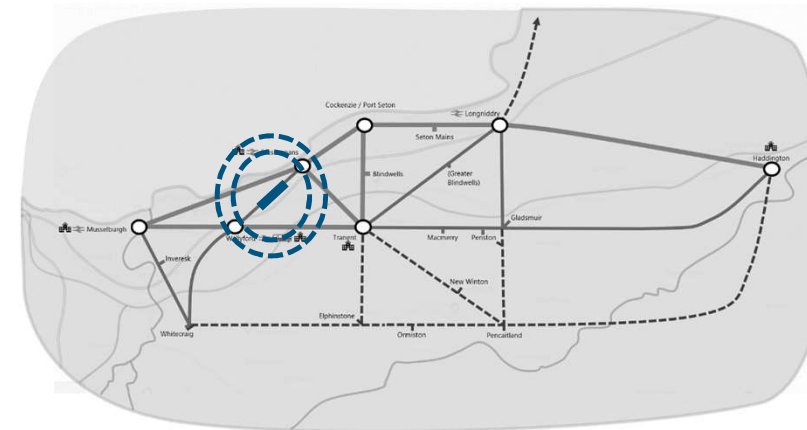 Cockenzie / Port Seton
Longniddry
Seton Mains
Haddington
Blindwells
(Greater
Blindwells)
Gladsmuir
Musselburgh
Tranent
Macmerry
Penston
Inveresk
New Winton
Elphinstone
Whitecraig
Ormiston
Pencaitland